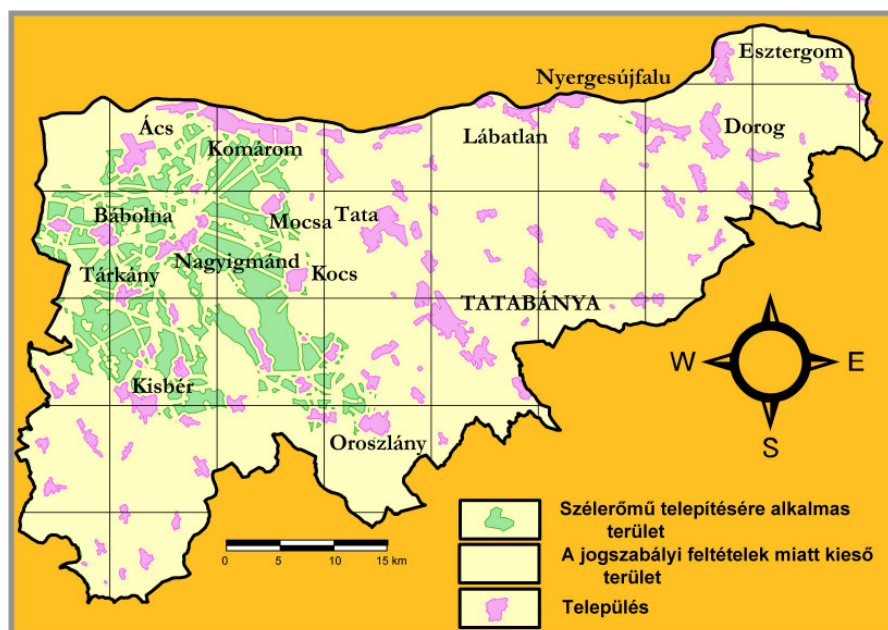 Esztergom
Nyergesújfalu
Ács
Lábatlan
Dorog
Komárom
Bábolna
Mocsa
Tata
Nagyigmánd
Tárkány
Kocs
TATABÁNYA
W
E
S
Kisbér
Oroszlány
0 5 10 15 km
Szélerőmű telepítésére alkalmas
terület
A jogszabályi feltételek miatt kieső
terület
Település